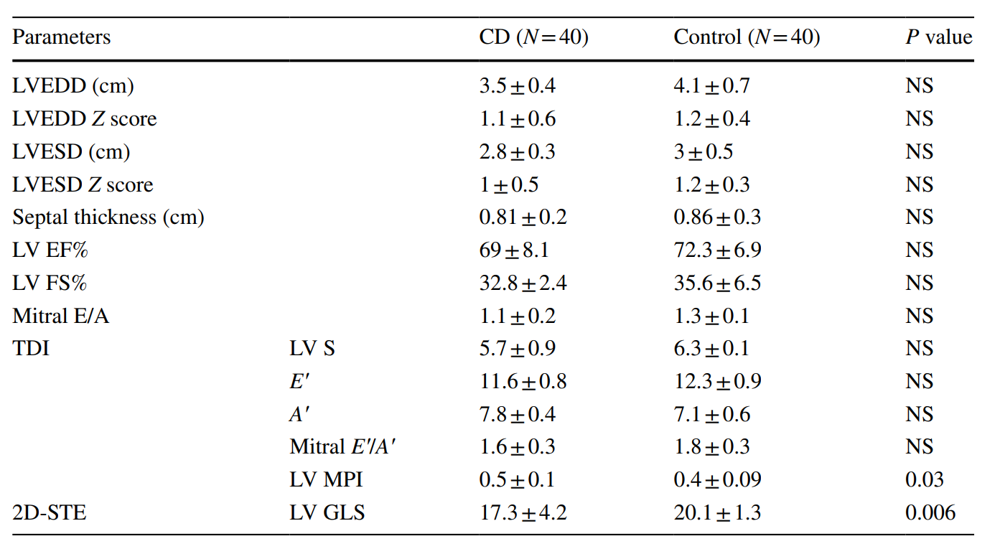 Parameters CD (N=40) Control (N=40) P value
LVEDD (cm) 3.5±0.4 4.1±0.7 NS
LVEDD Z score 1.1±0.6 1.2±0.4 NS
LVESD (cm) 2.8±0.3 3±0.5 NS
LVESD Z score 1±0.5 1.2±0.3 NS
Septal thickness (cm) 0.81±0.2 0.86±0.3 NS
LV EF% 69±8.1 72.3±6.9 NS
LV FS% 32.8±2.4 35.6±6.5 NS
Mitral E/A 1.1±0.2 1.3±0.1 NS
TDI LV S 5.7±0.9 6.3±0.1 NS
E′ 11.6±0.8 12.3±0.9 NS
A′ 7.8±0.4 7.1±0.6 NS
Mitral E′/A′ 1.6±0.3 1.8±0.3 NS
LV MPI 0.5±0.1 0.4±0.09 0.03
2D-STE LV GLS 17.3±4.2 20.1±1.3 0.006